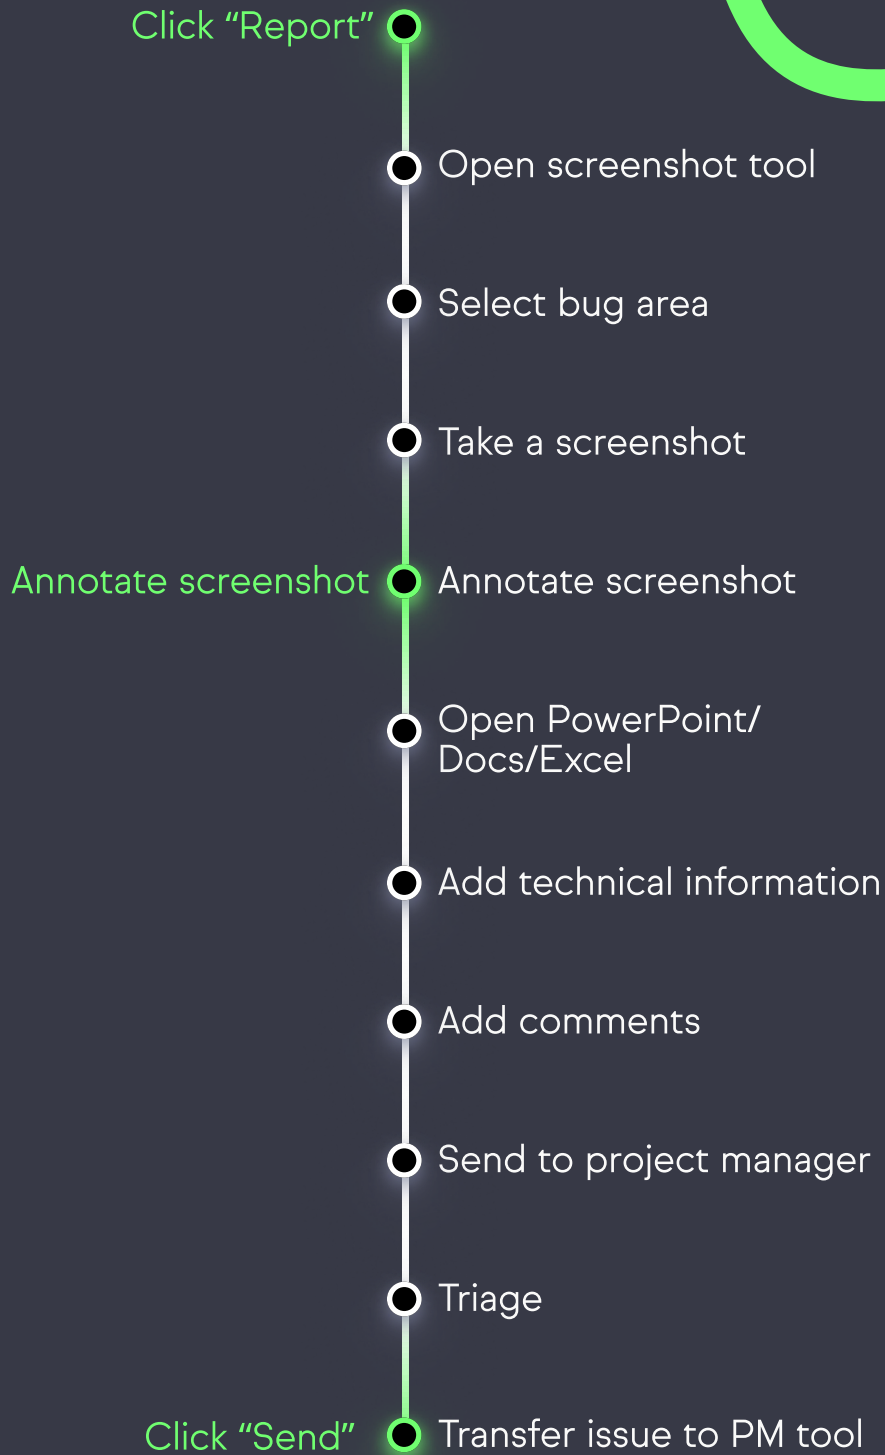 Click “Report”
Open screenshot tool
Select bug area
Take a screenshot
Annotate screenshot
Annotate screenshot
Open PowerPoint/
Docs/Excel
Add technical information
Add comments
Send to project manager
Triage
Click “Send”
Transfer issue to PM tool